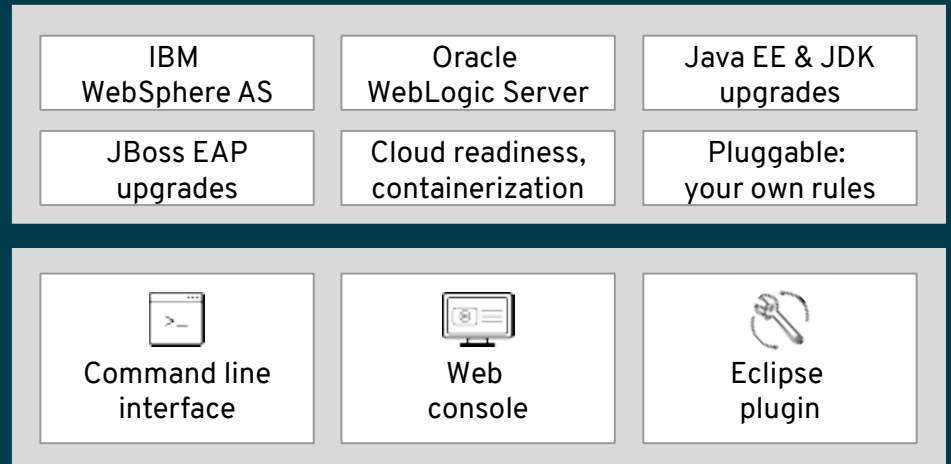 IBM
WebSphere AS
Oracle
WebLogic Server
Java EE & JDK
upgrades
JBoss EAP
upgrades
Cloud readiness,
containerization
Pluggable:
your own rules
>_
Command line
interface
Web
console
Eclipse
plugin